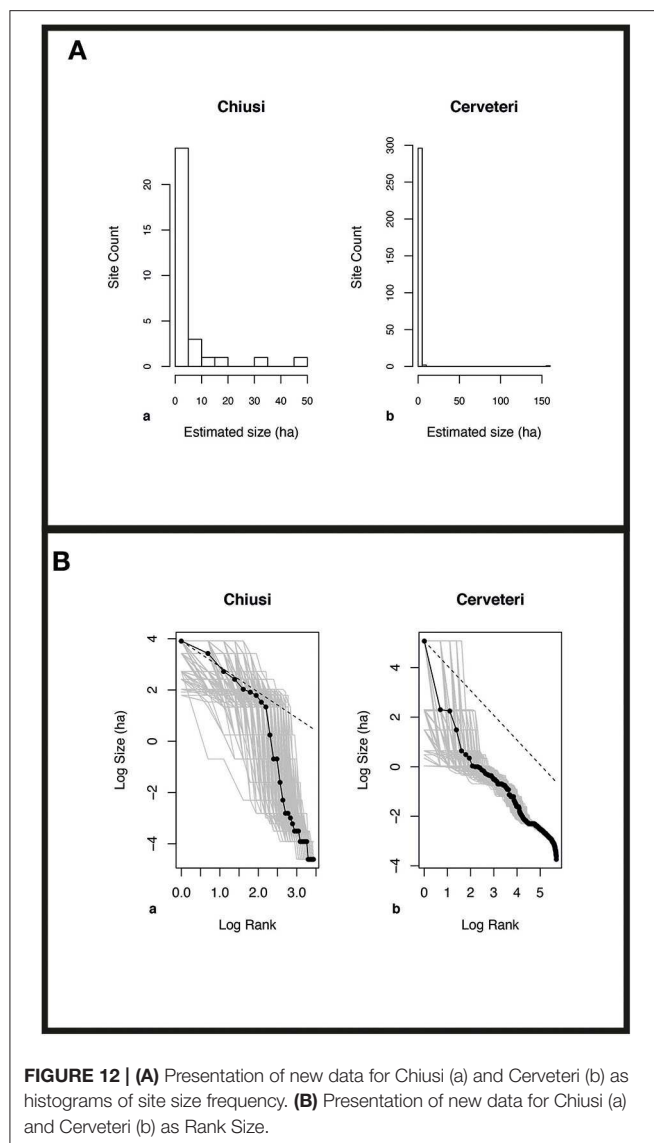 A
Chiusi
Cerveteri
Site Count
0 5 10 15 20
0 10 20 30 40 50
a
Estimated size (ha)
Site Count
0 50 100 150 200 250 300
0 50 100 150
b
Estimated size (ha)
B
Chiusi
Cerveteri
Log Size (ha)
-4 -2 0 2 4
0.0 1.0 2.0 3.0
a
Log Rank
Log Size (ha)
-4 -2 0 2 4
0 1 2 3 4 5
b
Log Rank
FIGURE 12 | (A) Presentation of new data for Chiusi (a) and Cerveteri (b) as
histograms of site size frequency. (B) Presentation of new data for Chiusi (a)
and Cerveteri (b) as Rank Size.